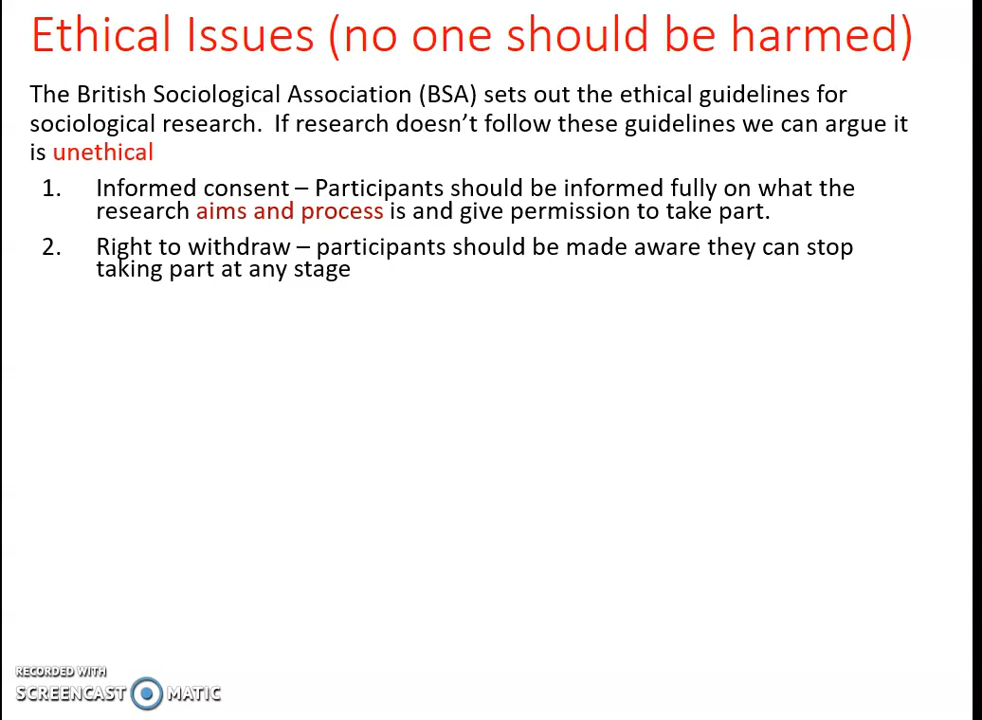 Ethical Issues (no one should be harmed)
The British Sociological Association (BSA) sets out the ethical guidelines for
sociological research.  If research doesn’t follow these guidelines we can argue it
is unethical
1. Informed consent – Participants should be informed fully on what the
research aims and process is and give permission to take part.
2. Right to withdraw – participants should be made aware they can stop
taking part at any stage
RECORDED WITH
SCREENCAST MATIC